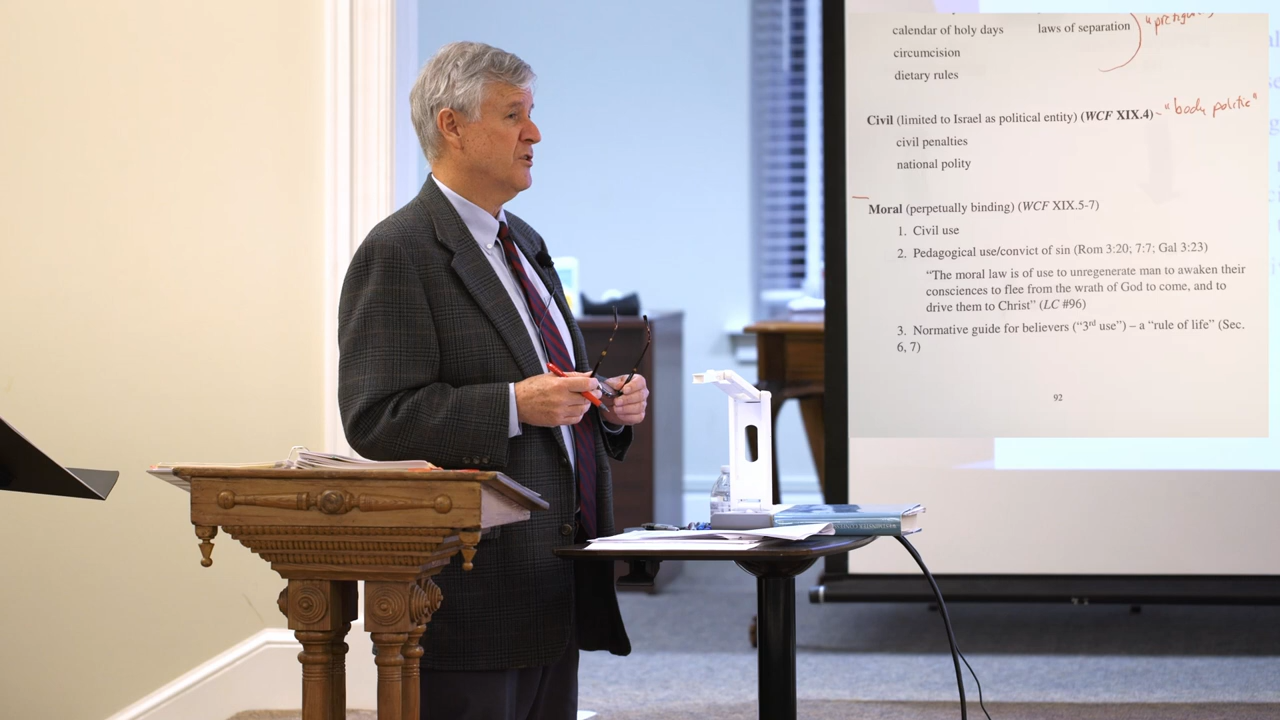 calendar of holy days laws of separation
circumcision
dietary rules
Civil (limited to Israel as political entity) (WCF XIX.4) ~ "body politic"
civil penalties
national polity
Moral (perpetually binding) (WCF XIX.5-7)
1. Civil use
2. Pedagogical use/convict of sin (Rom 3:20; 7:7; Gal 3:23)
“The moral law is of use to unregenerate man to awaken their
consciences to flee from the wrath of God to come, and to
drive them to Christ” (LC #96)
3. Normative guide for believers (“3rd use”) – a “rule of life” (Sec.
6, 7)
92
WESTMINSTER